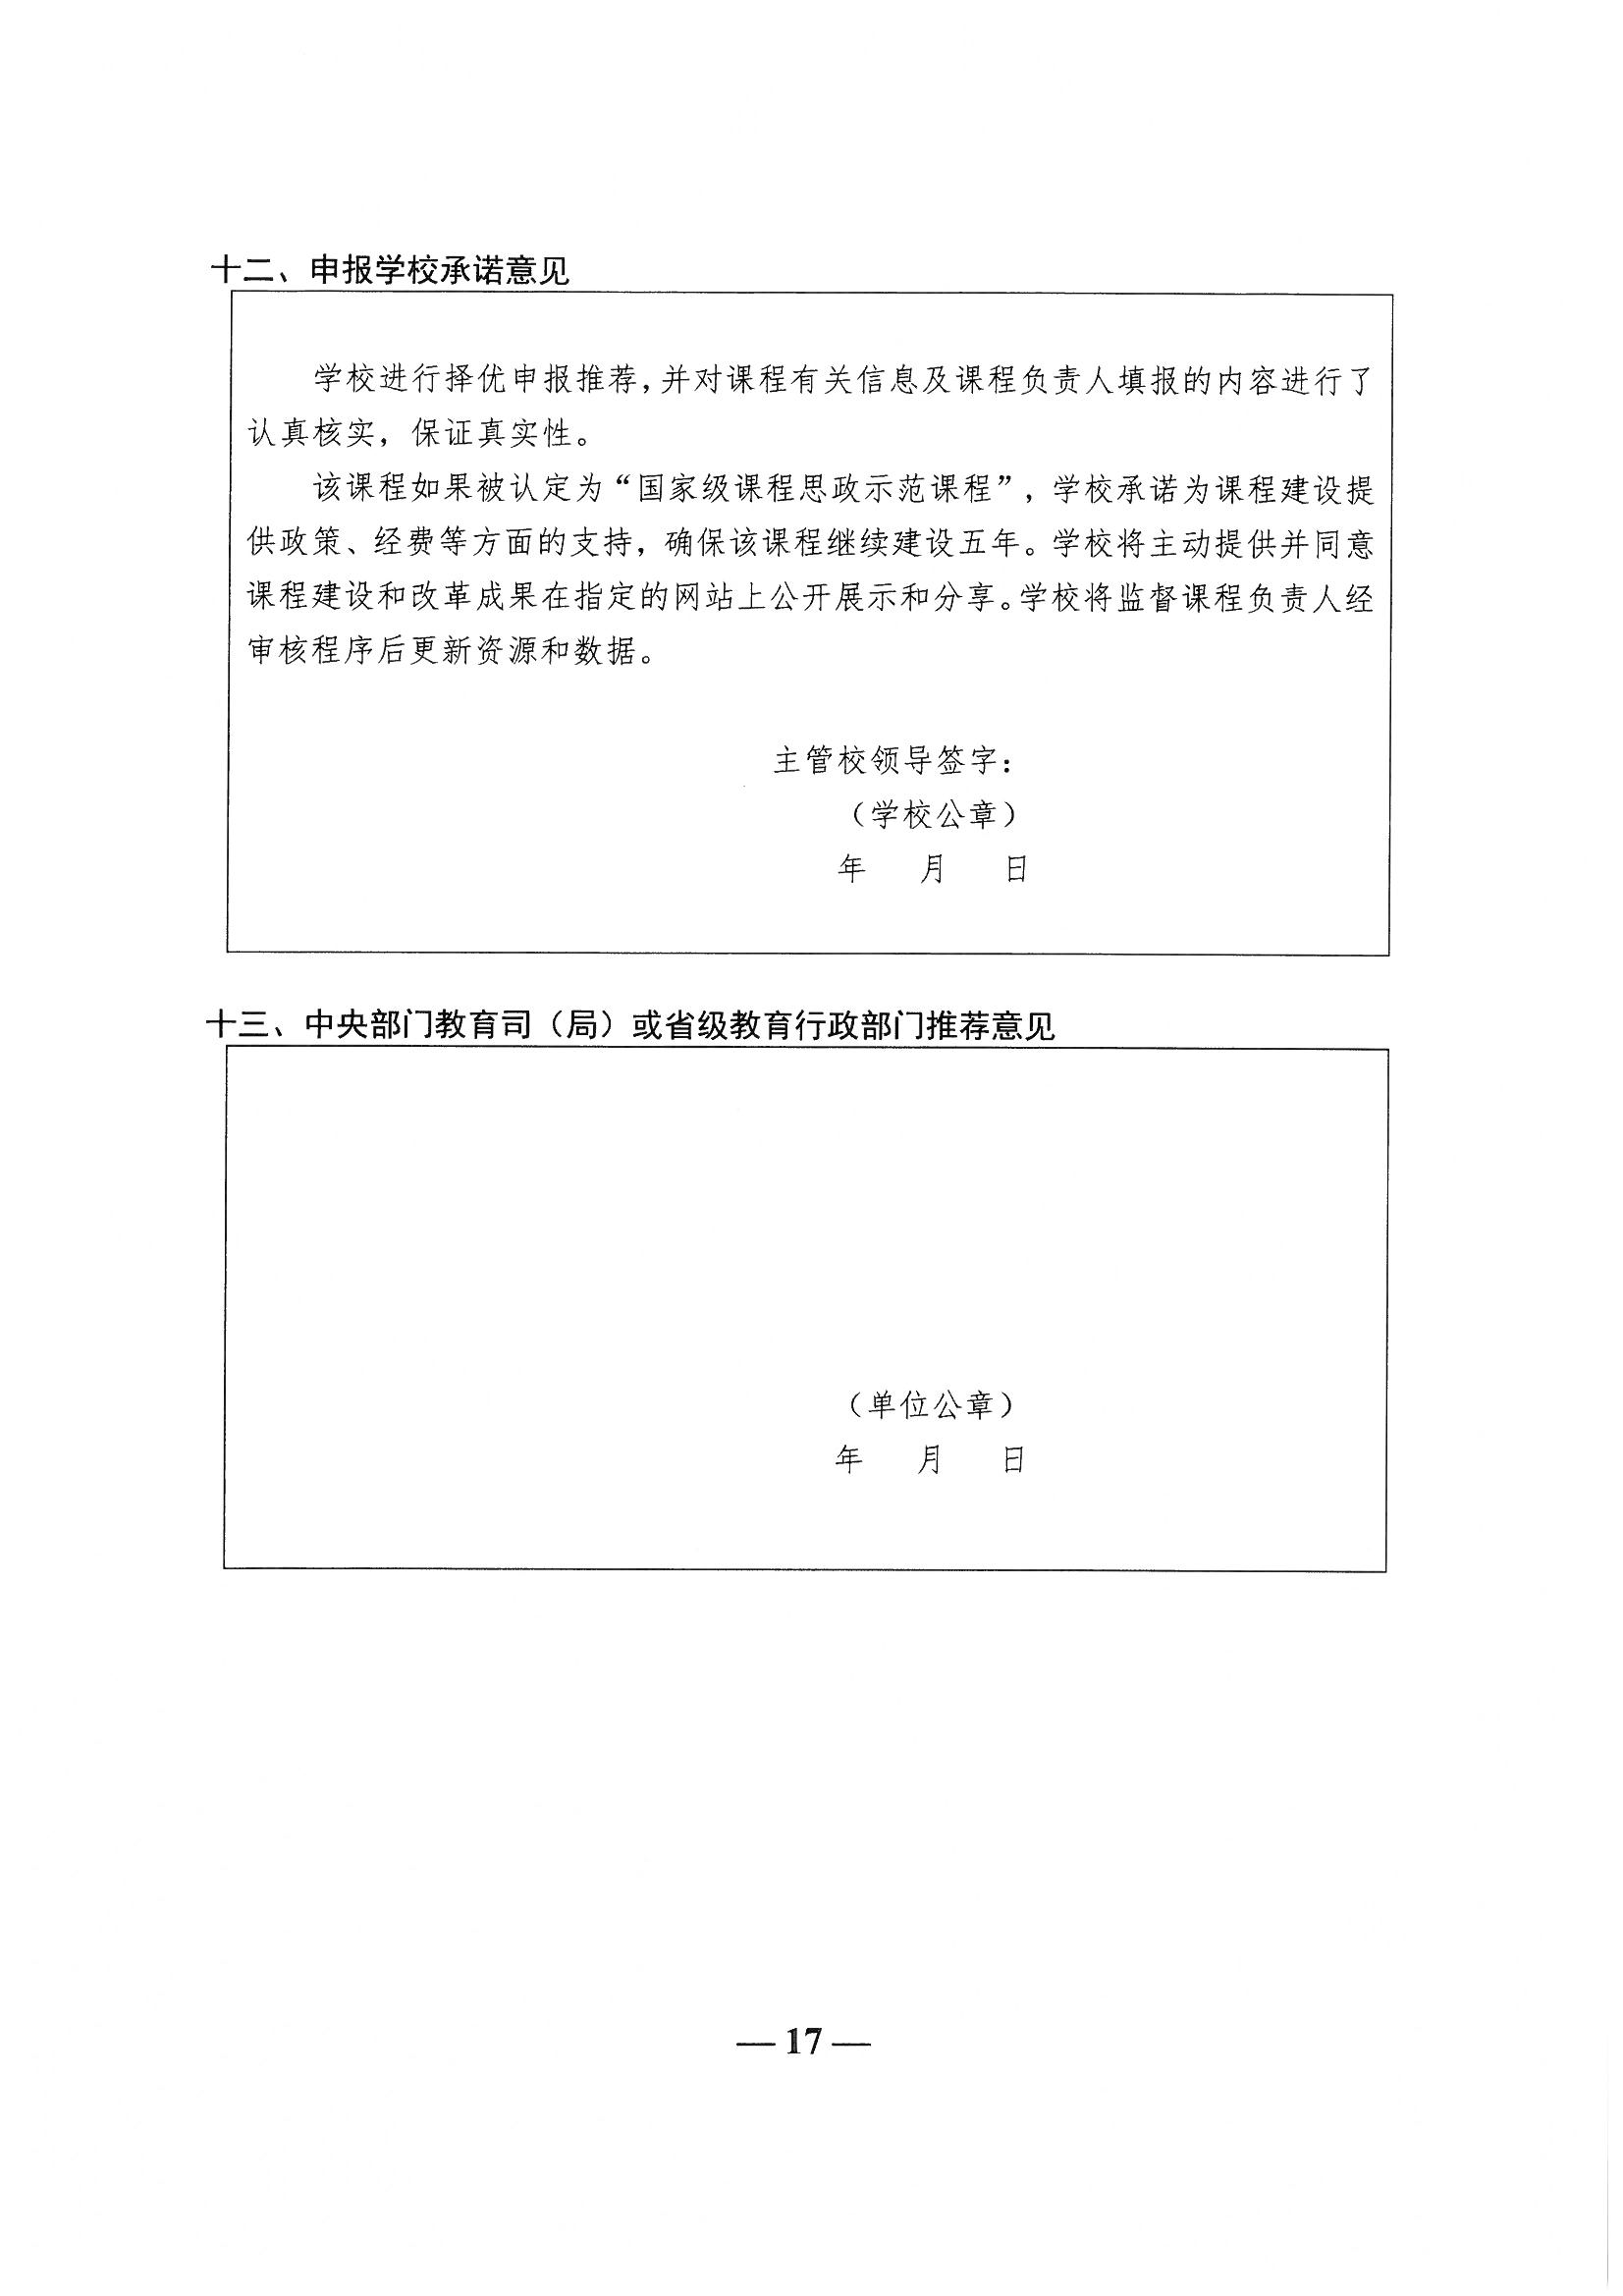 十二、申报学校承诺意见
学校进行择优申报推荐，并对课程有关信息及课程负责人填报的内容进行了
认真核实，保证真实性。
该课程如果被认定为“国家级课程思政示范课程”，学校承诺为课程建设提
供政策、经费等方面的支持，确保该课程继续建设五年。学校将主动提供并同意
课程建设和改革成果在指定的网站上公开展示和分享。学校将监督课程负责人经
审核程序后更新资源和数据。
主管校领导签字：
（学校公章）
年 月 日
十三、中央部门教育司（局）或省级教育行政部门推荐意见
（单位公章）
年 月 日
— 17 —